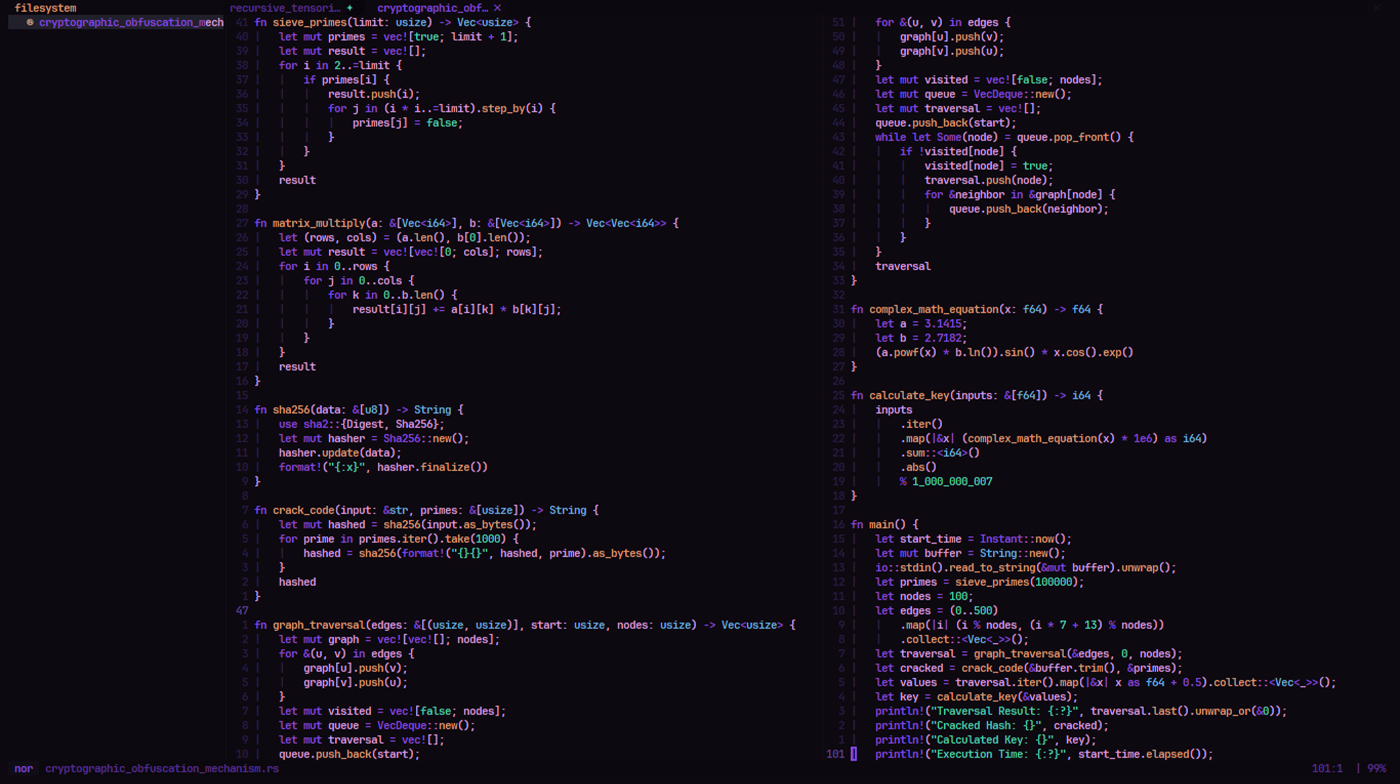 filesystem
cryptographic_obfuscation_mech
recursive_tensori… cryptographic_obf… ×
41 fn sieve_primes(limit: usize) -> Vec<usize> {
40 let mut primes = vec![true; limit + 1];
39 let mut result = vec![];
38 for i in 2..=limit {
37 if primes[i] {
36 result.push(i);
35 for j in (i * i..=limit).step_by(i) {
34 primes[j] = false;
33 }
32 }
31 }
30 result
29 }
28
27 fn matrix_multiply(a: &[Vec<i64>], b: &[Vec<i64>]) -> Vec<Vec<i64>> {
26 let (rows, cols) = (a.len(), b[0].len());
25 let mut result = vec![vec![0; cols]; rows];
24 for i in 0..rows {
23 for j in 0..cols {
22 for k in 0..b.len() {
21 result[i][j] += a[i][k] * b[k][j];
20 }
19 }
18 }
17 result
16 }
15
14 fn sha256(data: &[u8]) -> String {
13 use sha2::{Digest, Sha256};
12 let mut hasher = Sha256::new();
11 hasher.update(data);
10 format!("{:x}", hasher.finalize())
9 }
8
7 fn crack_code(input: &str, primes: &[usize]) -> String {
6 let mut hashed = sha256(input.as_bytes());
5 for prime in primes.iter().take(1000) {
4 hashed = sha256(format!("{}{}", hashed, prime).as_bytes());
3 }
2 hashed
1 }
47
1 fn graph_traversal(edges: &[(usize, usize)], start: usize, nodes: usize) -> Vec<usize> {
2 let mut graph = vec![vec![]; nodes];
3 for &(u, v) in edges {
4 graph[u].push(v);
5 graph[v].push(u);
6 }
7 let mut visited = vec![false; nodes];
8 let mut queue = VecDeque::new();
9 let mut traversal = vec![];
10 queue.push_back(start);
51 for &(u, v) in edges {
50 graph[u].push(v);
49 graph[v].push(u);
48 }
47 let mut visited = vec![false; nodes];
46 let mut queue = VecDeque::new();
45 let mut traversal = vec![];
44 queue.push_back(start);
43 while let Some(node) = queue.pop_front() {
42 if !visited[node] {
41 visited[node] = true;
40 traversal.push(node);
39 for &neighbor in &graph[node] {
38 queue.push_back(neighbor);
37 }
36 }
35 }
34 traversal
33 }
32
31 fn complex_math_equation(x: f64) -> f64 {
30 let a = 3.1415;
29 let b = 2.7182;
28 (a.powf(x) * b.ln()).sin() * x.cos().exp()
27 }
26
25 fn calculate_key(inputs: &[f64]) -> i64 {
24 inputs
23 .iter()
22 .map(|&x| (complex_math_equation(x) * 1e6) as i64)
21 .sum::<i64>()
20 .abs()
19 % 1_000_000_007
18 }
17
16 fn main() {
15 let start_time = Instant::now();
14 let mut buffer = String::new();
13 io::stdin().read_to_string(&mut buffer).unwrap();
12 let primes = sieve_primes(100000);
11 let nodes = 100;
10 let edges = (0..500)
9 .map(|i| (i % nodes, (i * 7 + 13) % nodes))
8 .collect::<Vec<_>>();
7 let traversal = graph_traversal(&edges, 0, nodes);
6 let cracked = crack_code(&buffer.trim(), &primes);
5 let values = traversal.iter().map(|&x| x as f64 + 0.5).collect::<Vec<_>>();
4 let key = calculate_key(&values);
3 println!("Traversal Result: {:?}", traversal.last().unwrap_or(&0));
2 println!("Cracked Hash: {}", cracked);
1 println!("Calculated Key: {}", key);
101 println!("Execution Time: {:?}", start_time.elapsed());
nor cryptographic_obfuscation_mechanism.rs 101:1 | 99%